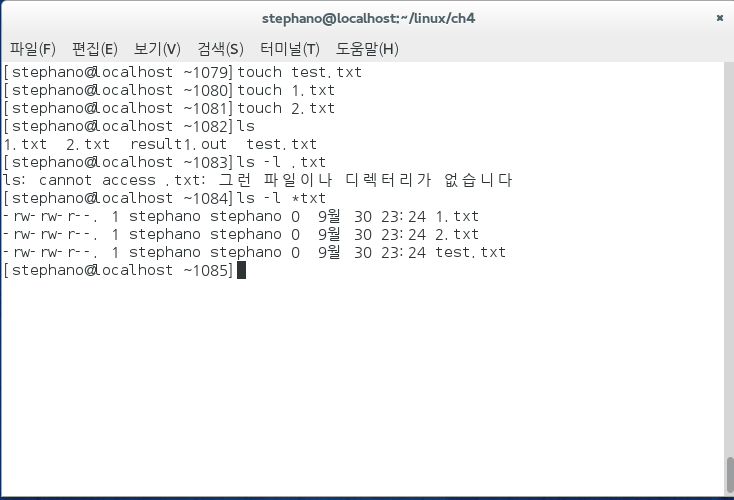 stephano@localhost:~/linux/ch4
파일(F) 편집(E) 보기(V) 검색(S) 터미널(T) 도움말(H)
[stephano@localhost ~1079]touch test.txt
[stephano@localhost ~1080]touch 1.txt
[stephano@localhost ~1081]touch 2.txt
[stephano@localhost ~1082]ls
1.txt  2.txt  result1.out  test.txt
[stephano@localhost ~1083]ls -l .txt
ls: cannot access .txt: 그런 파일이나 디렉터리가 없습니다
[stephano@localhost ~1084]ls -l *txt
-rw-rw-r--. 1 stephano stephano 0  9월  30 23:24 1.txt
-rw-rw-r--. 1 stephano stephano 0  9월  30 23:24 2.txt
-rw-rw-r--. 1 stephano stephano 0  9월  30 23:24 test.txt
[stephano@localhost ~1085]